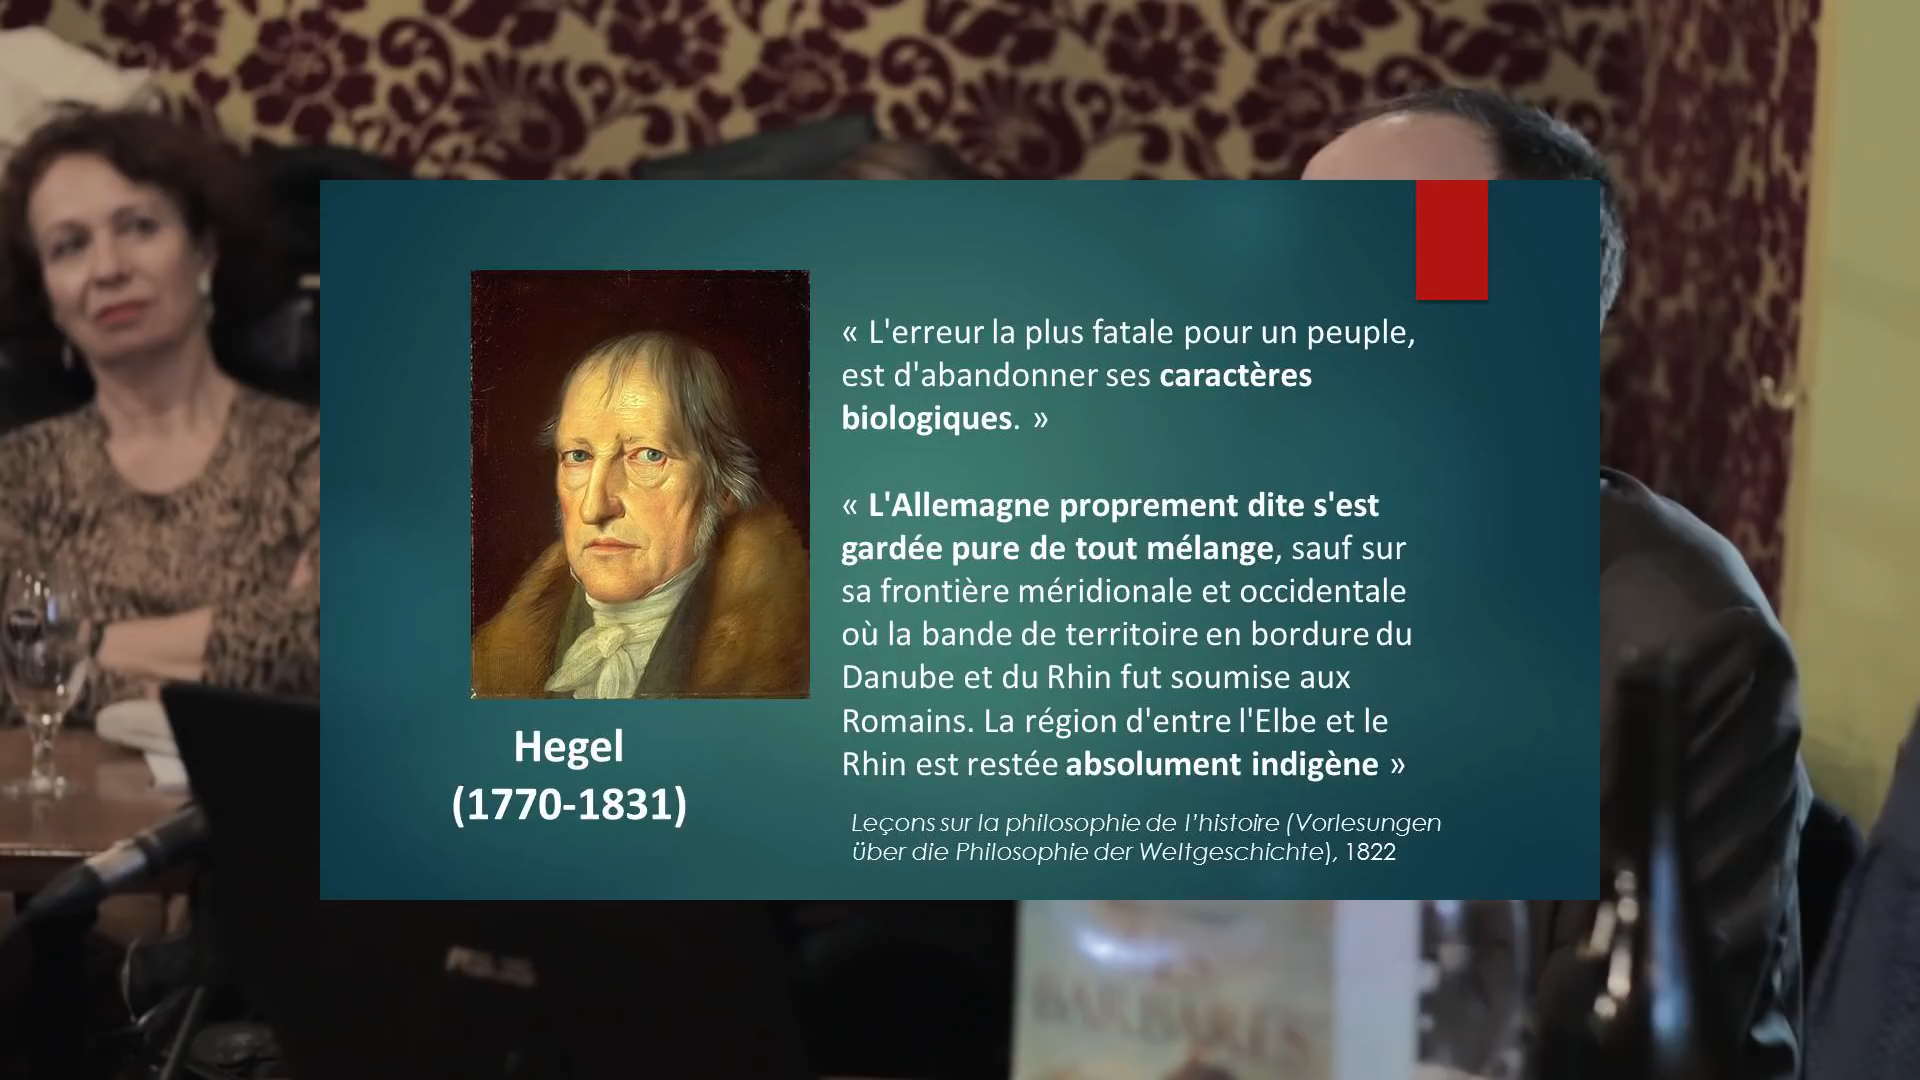 « L'erreur la plus fatale pour un peuple,
est d'abandonner ses caractères
biologiques. »
« L'Allemagne proprement dite s'est
gardée pure de tout mélange, sauf sur
sa frontière méridionale et occidentale
où la bande de territoire en bordure du
Danube et du Rhin fut soumise aux
Romains. La région d'entre l'Elbe et le
Rhin est restée absolument indigène »
Leçons sur la philosophie de l'histoire (Vorlesungen
über die Philosophie der Weltgeschichte), 1822
Hegel
(1770-1831)
ASUS